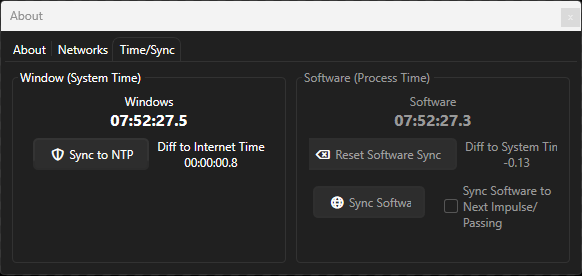 About
x
About Networks Time/Sync
Window (System Time)
Windows
07:52:27.5
Sync to NTP
Diff to Internet Time
00:00:00.8
Software (Process Time)
Software
07:52:27.3
Reset Software Sync
Diff to System Tin
-0.13
Sync Softwa
Sync Software to
Next Impulse/
Passing